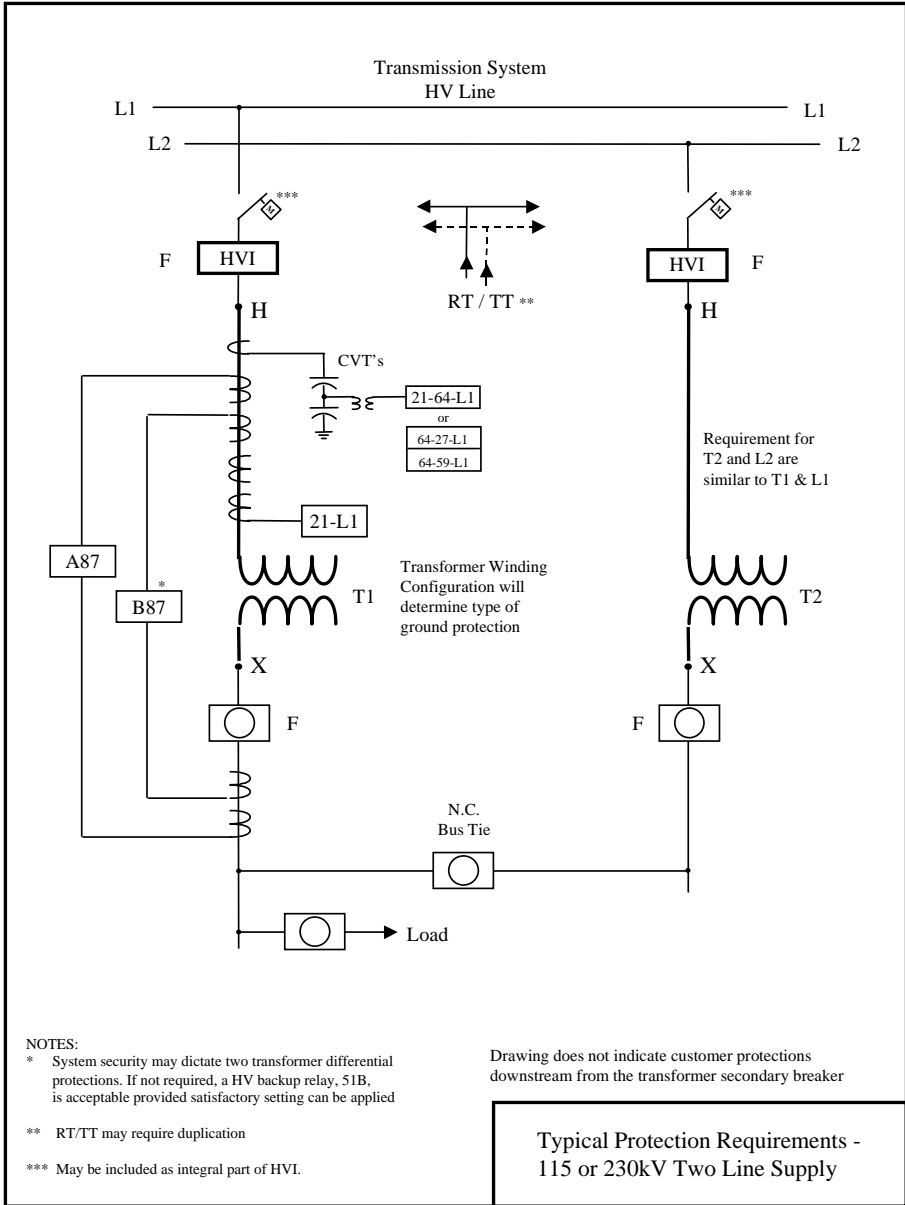 Transmission System
HV Line
L1
L1
L2
L2
***
M
***
M
F
HVI
HVI
F
RT / TT **
H
H
CVT's
21-64-L1
or
64-27-L1
64-59-L1
Requirement for
T2 and L2 are
similar to T1 & L1
21-L1
A87
*
B87
Transformer Winding
Configuration will
determine type of
ground protection
T1
T2
X
X
F
F
N.C.
Bus Tie
Load
NOTES:
* System security may dictate two transformer differential
protections. If not required, a HV backup relay, 51B,
is acceptable provided satisfactory setting can be applied
** RT/TT may require duplication
*** May be included as integral part of HVI.
Drawing does not indicate customer protections
downstream from the transformer secondary breaker
Typical Protection Requirements -
115 or 230kV Two Line Supply